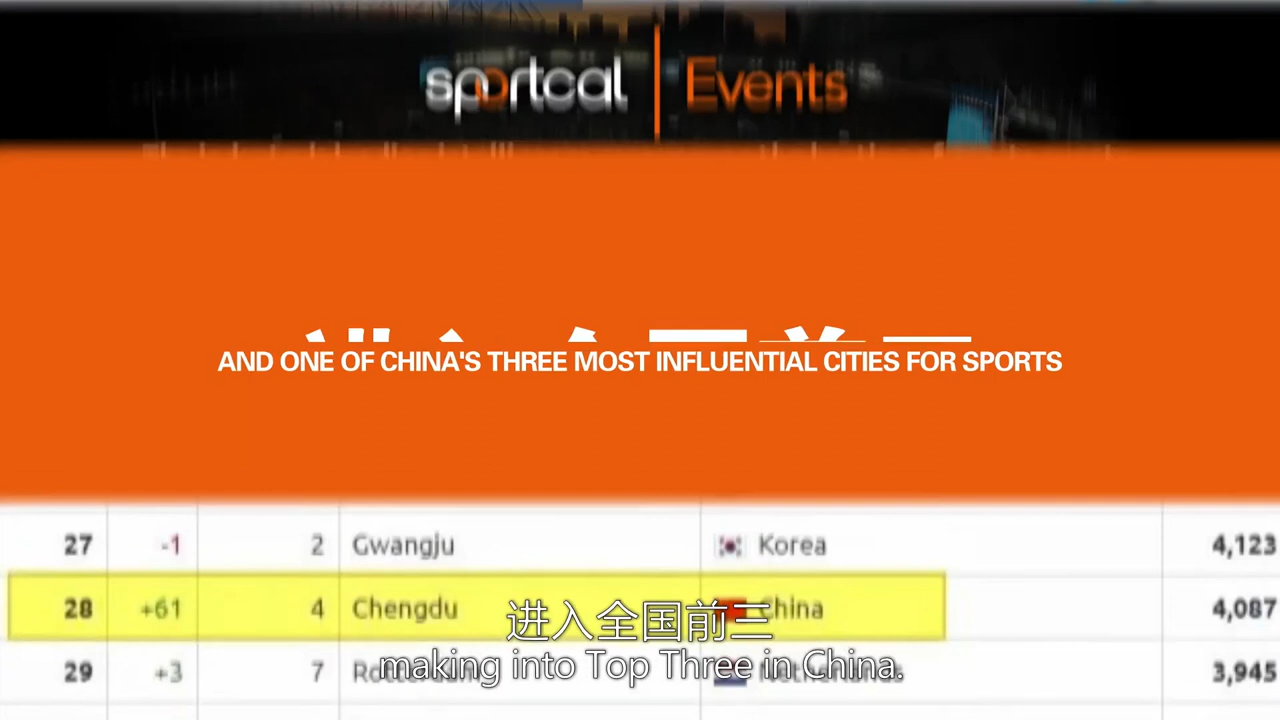 sportcal | Events
AND ONE OF CHINA'S THREE MOST INFLUENTIAL CITIES FOR SPORTS
27 -1 2 Gwangju Korea 4,123
28 +61 4 Chengdu China 4,087
进入全国前三
making into Top Three in China.
29 +3 7 Rotterdam Netherlands 3,945